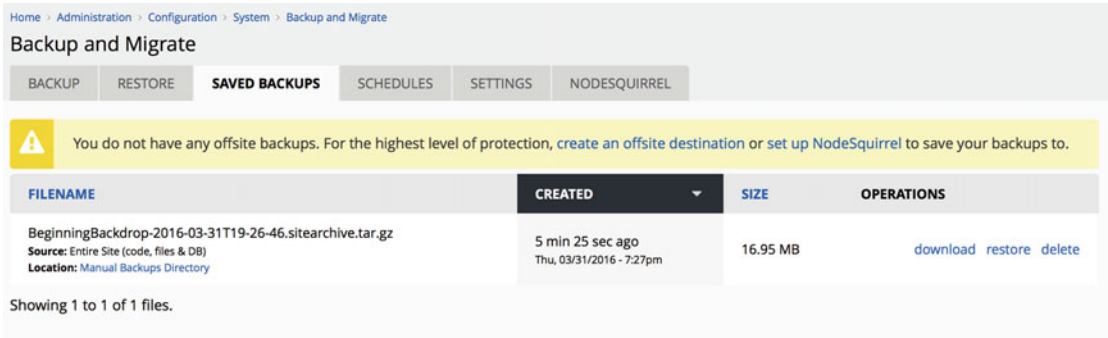 Home › Administration › Configuration › System › Backup and Migrate
Backup and Migrate
BACKUP RESTORE SAVED BACKUPS SCHEDULES SETTINGS NODESQUIRREL
You do not have any offsite backups. For the highest level of protection, create an offsite destination or set up NodeSquirrel to save your backups to.
FILENAME CREATED SIZE OPERATIONS
BeginningBackdrop-2016-03-31T19-26-46.sitearchive.tar.gz
Source: Entire Site (code, files & DB)
Location: Manual Backups Directory
5 min 25 sec ago
Thu, 03/31/2016 - 7:27pm
16.95 MB
download restore delete
Showing 1 to 1 of 1 files.